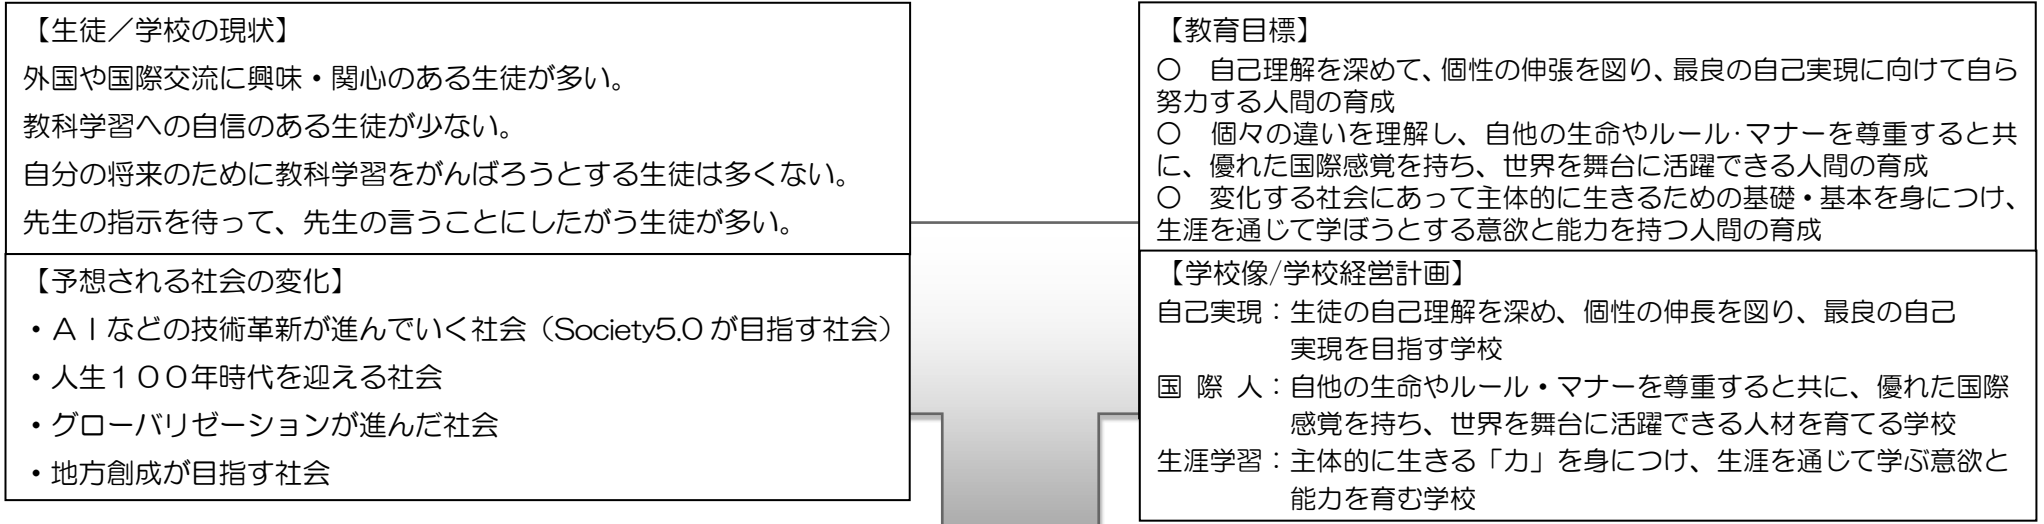 【生徒／学校の現状】
外国や国際交流に興味・関心のある生徒が多い。
教科学習への自信のある生徒が少ない。
自分の将来のために教科学習をがんばろうとする生徒は多くない。
先生の指示を待って、先生の言うことにしたがう生徒が多い。
【予想される社会の変化】
・ＡＩなどの技術革新が進んでいく社会（Society5.0 が目指す社会）
・人生１００年時代を迎える社会
・グローバリゼーションが進んだ社会
・地方創成が目指す社会
【教育目標】
〇　自己理解を深めて、個性の伸張を図り、最良の自己実現に向けて自ら
努力する人間の育成
〇　個々の違いを理解し、自他の生命やルール・マナーを尊重すると共
に、優れた国際感覚を持ち、世界を舞台に活躍できる人間の育成
〇　変化する社会にあって主体的に生きるための基礎・基本を身につけ、
生涯を通じて学ぼうとする意欲と能力を持つ人間の育成
【学校像/学校経営計画】
自己実現：生徒の自己理解を深め、個性の伸長を図り、最良の自己
実現を目指す学校
国 際 人：自他の生命やルール・マナーを尊重すると共に、優れた国際
感覚を持ち、世界を舞台に活躍できる人材を育てる学校
生涯学習：主体的に生きる「力」を身につけ、生涯を通じて学ぶ意欲と
能力を育む学校